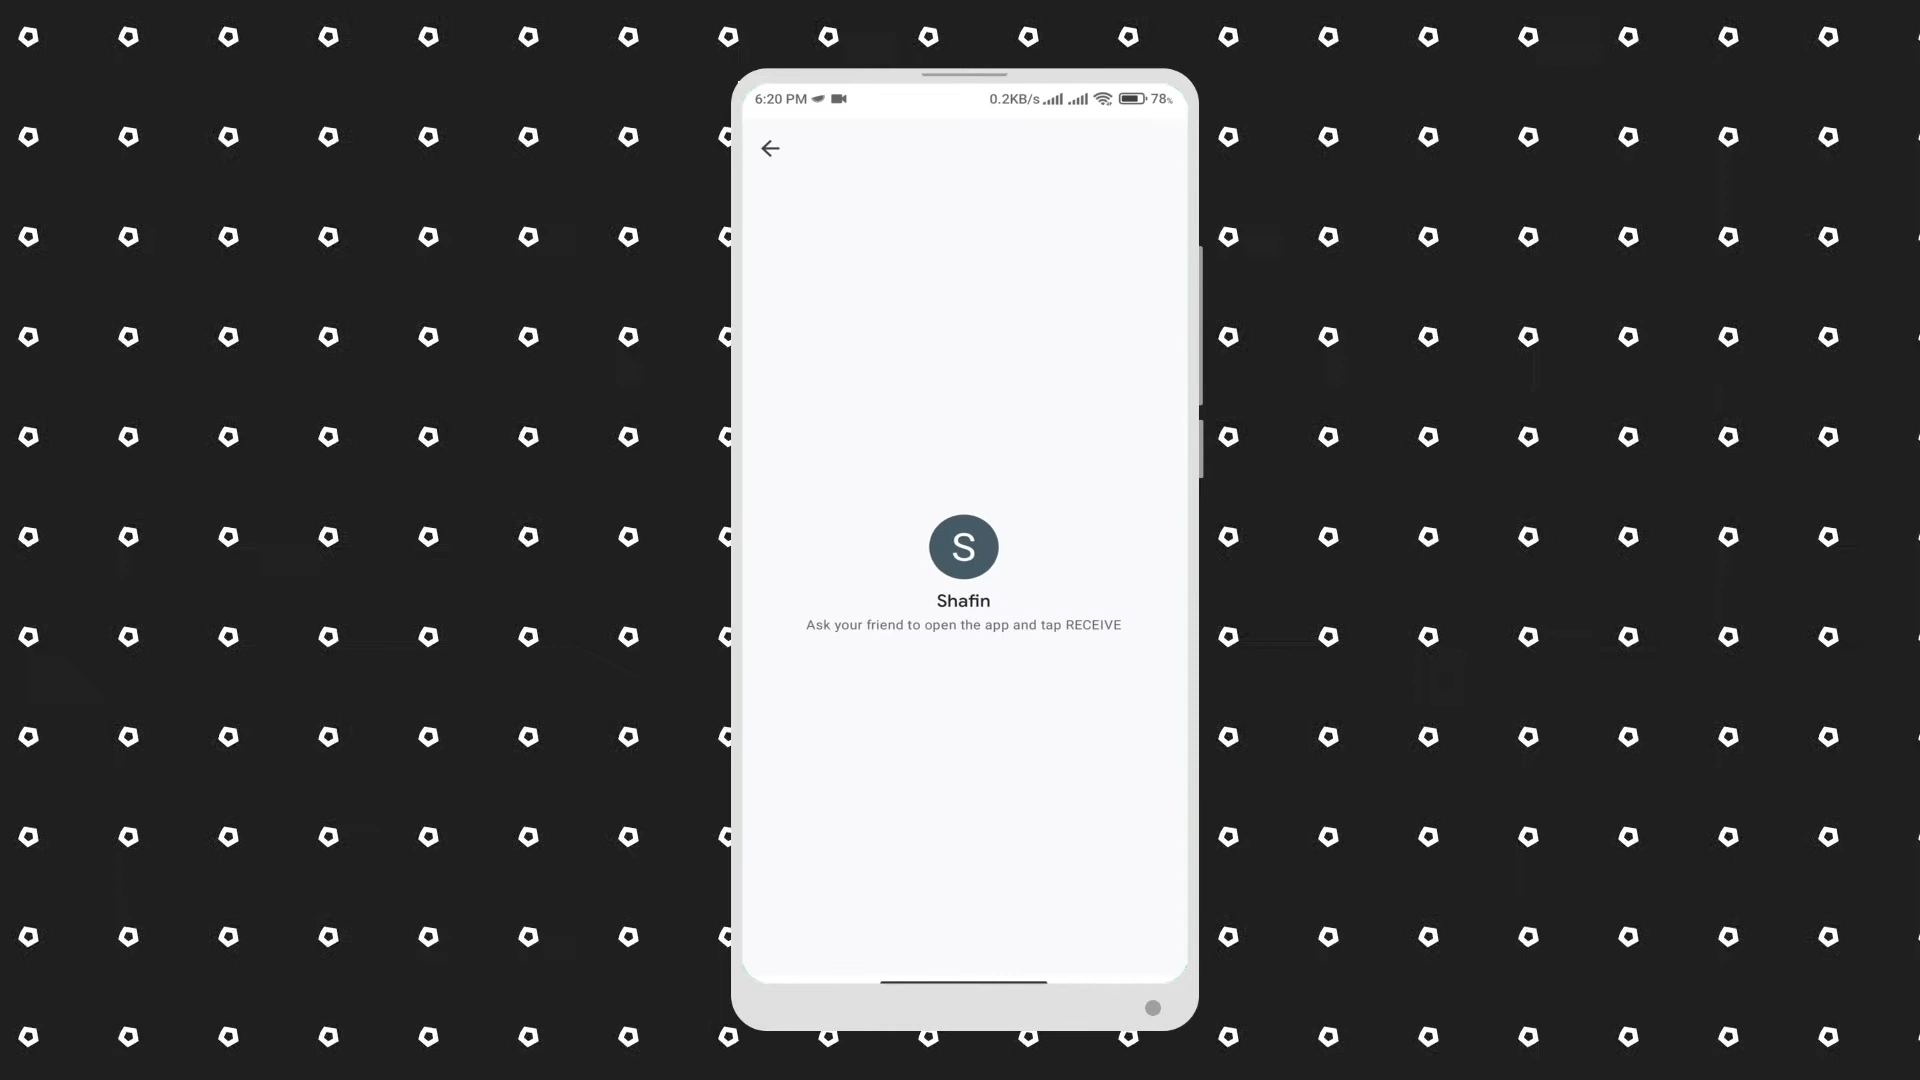 6:20 PM 0.2KB/s 78%
S
Shafin
Ask your friend to open the app and tap RECEIVE